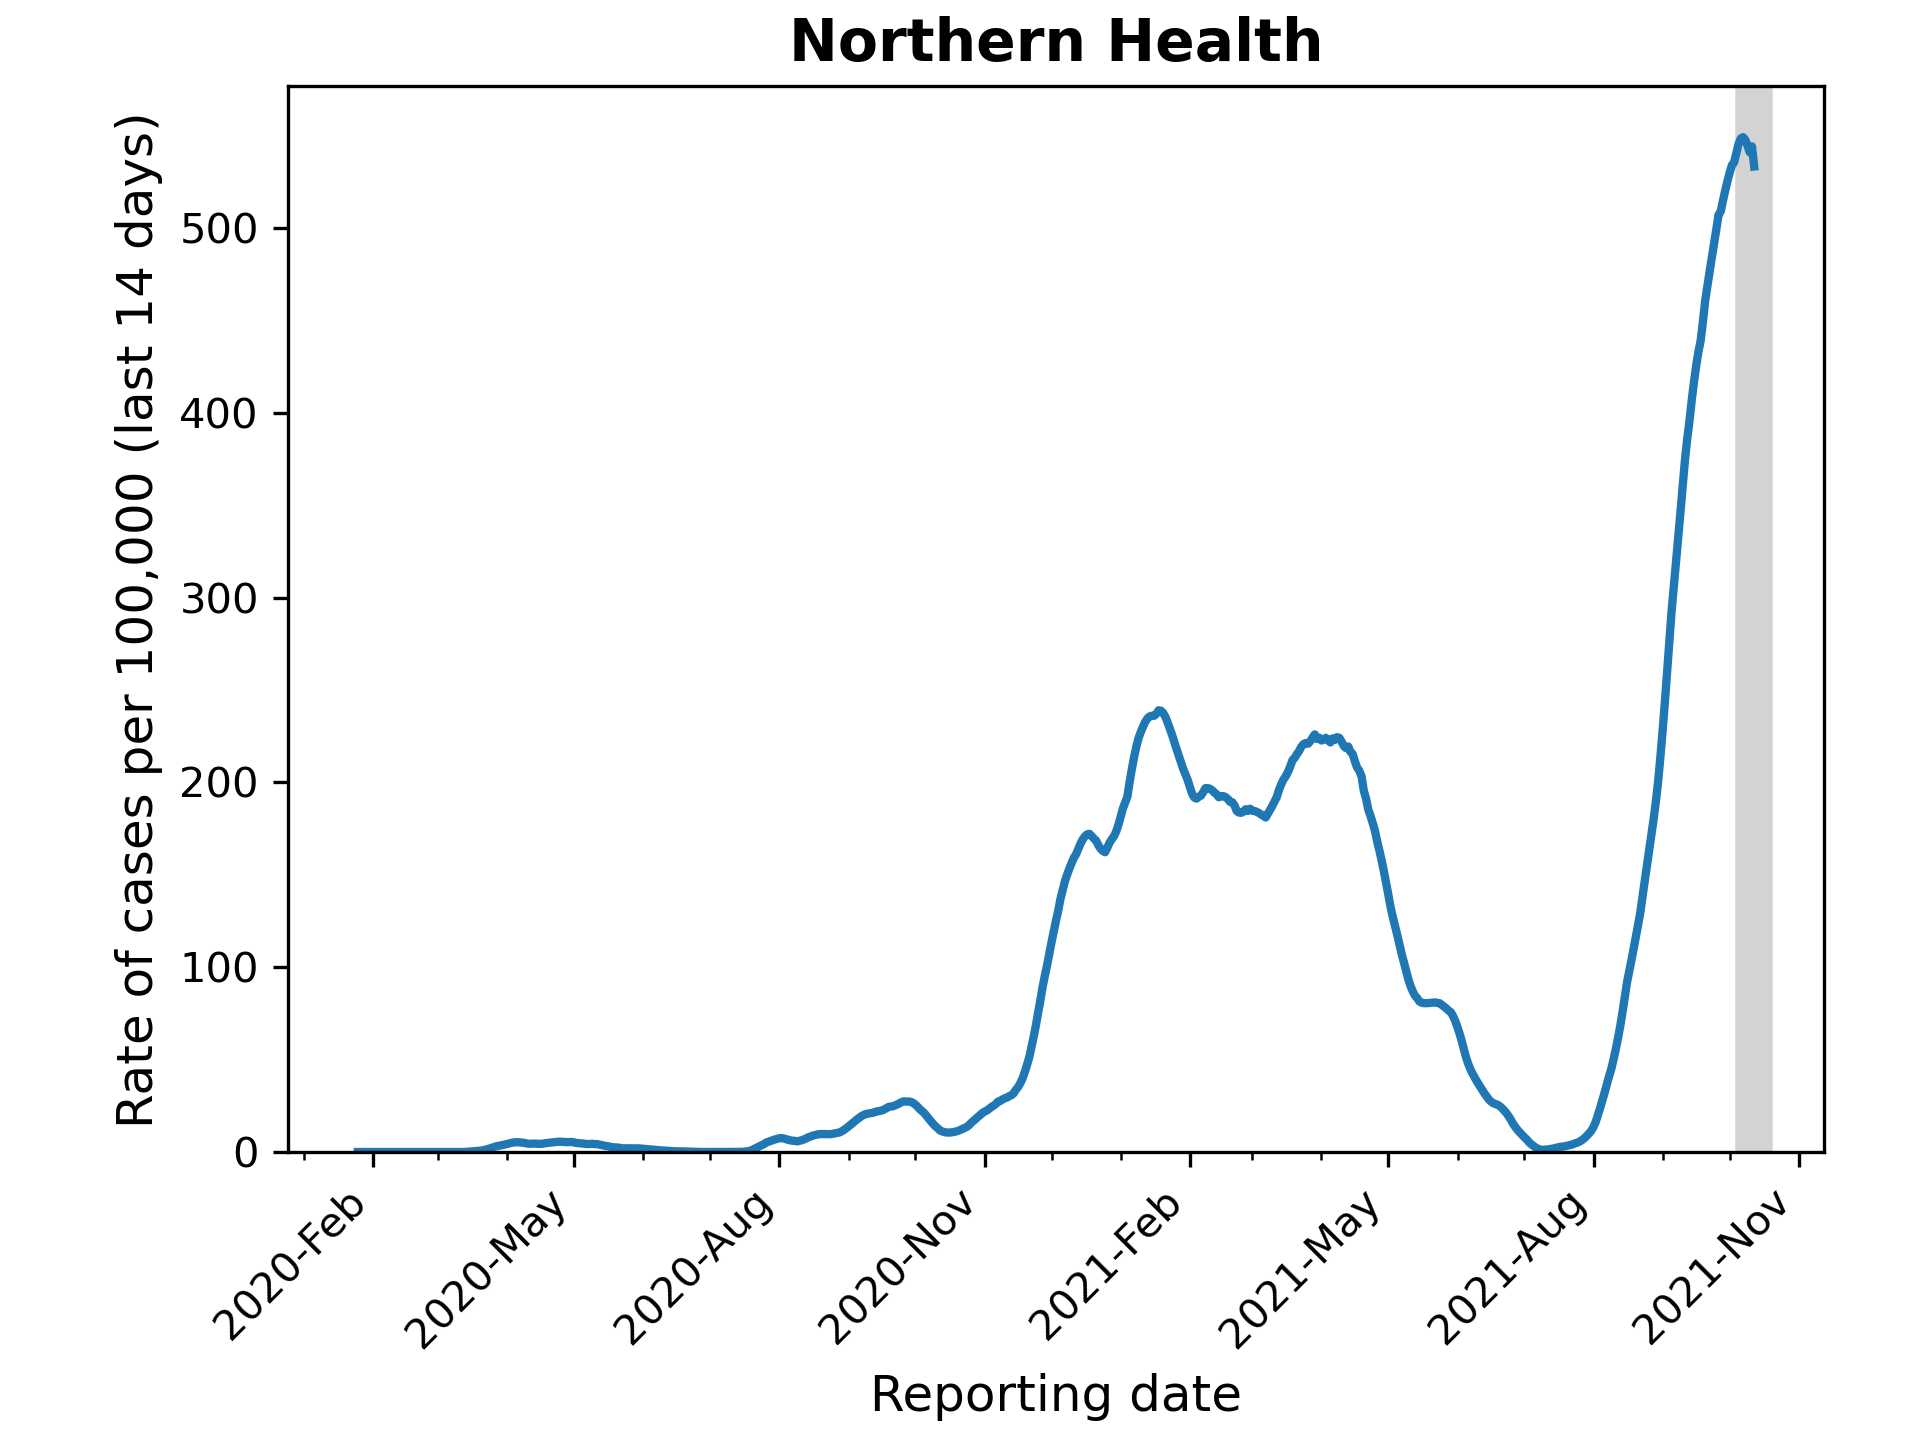 Northern Health
Rate of cases per 100,000 (last 14 days)
500
400
300
200
100
0
2020-Feb
2020-May
2020-Aug
2020-Nov
2021-Feb
2021-May
2021-Aug
2021-Nov
Reporting date